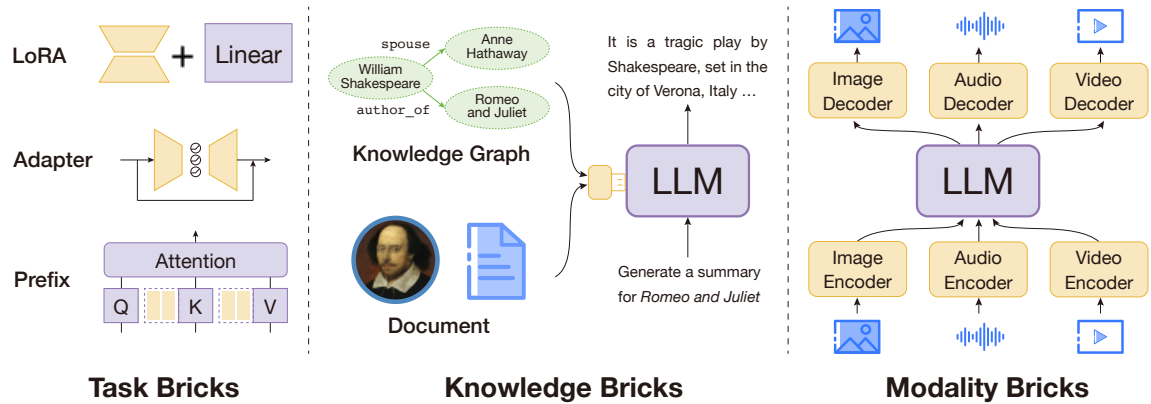 LoRA
Linear
Adapter
Prefix
Attention
Q
K
V
Task Bricks
spouse
Anne
Hathaway
William
Shakespeare
author_of
Romeo
and Juliet
Knowledge Graph
Document
It is a tragic play by
Shakespeare, set in the
city of Verona, Italy …
LLM
Generate a summary
for Romeo and Juliet
Knowledge Bricks
Image
Decoder
Audio
Decoder
Video
Decoder
LLM
Image
Encoder
Audio
Encoder
Video
Encoder
Modality Bricks